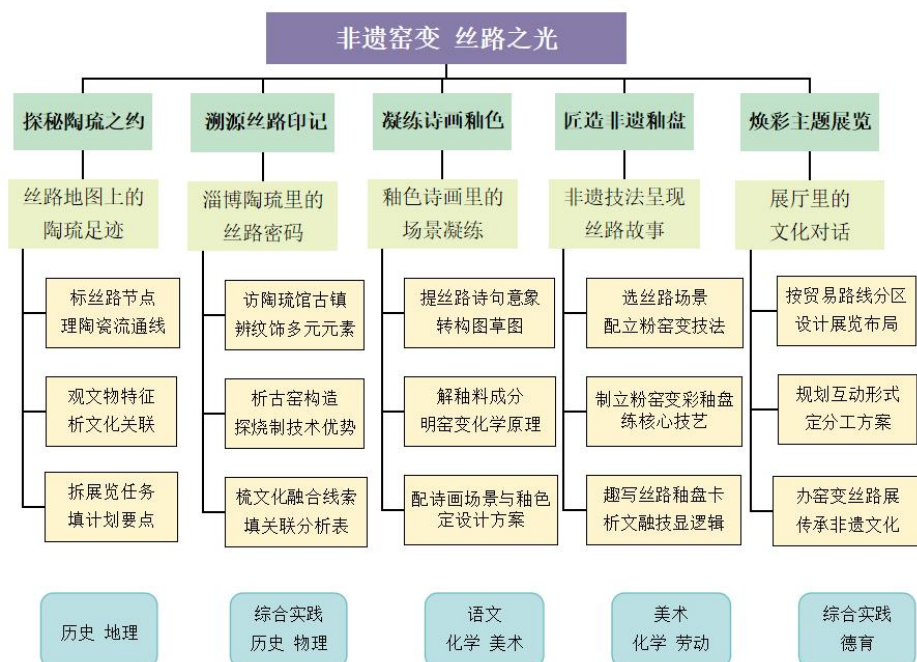 非遗窑变 丝路之光
探秘陶琉之约
溯源丝路印记
凝练诗画釉色
匠造非遗釉盘
焕彩主题展览
丝路地图上的
陶琉足迹
淄博陶琉里的
丝路密码
釉色诗画里的
场景凝练
非遗技法呈现
丝路故事
展厅里的
文化对话
标丝路节点
理陶瓷流通线
访陶琉馆古镇
辨纹饰多元元素
提丝路诗句意象
转构图草图
选丝路场景
配立粉窑变技法
按贸易路线分区
设计展览布局
观文物特征
析文化关联
析古窑构造
探烧制技术优势
解釉料成分
明窑变化学原理
制立粉窑变彩釉盘
练核心技艺
规划互动形式
定分工方案
拆展览任务
填计划要点
梳文化融合线索
填关联分析表
配诗画场景与釉色
定设计方案
趣写丝路釉盘卡
析文融技显逻辑
办窑变丝路展
传承非遗文化
历史 地理
综合实践
历史 物理
语文
化学 美术
美术
化学 劳动
综合实践
德育